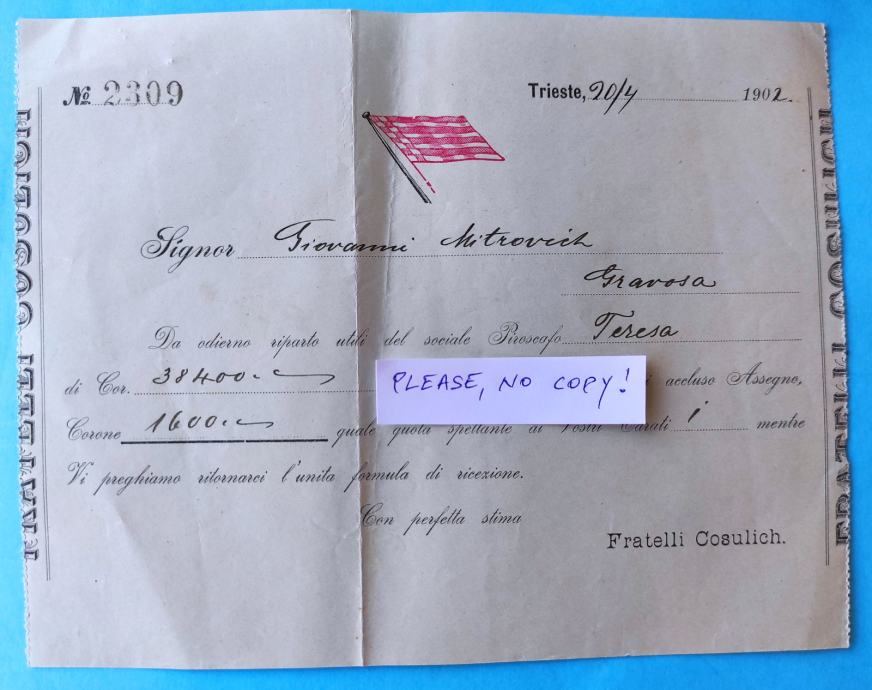 № 2309
Trieste, 20/4 1902.
FRATELLI COSULICH
FRATELLI COSULICH
Signor Giovanni Mitrovich
Gravosa
Da odierno riparto utili del sociale Piroscafo Teresa
di Cor. 38400.- accluso Assegno,
PLEASE, NO COPY!
Corone 1600.- quale quota spettante ai Vostri Carati 1 mentre
Vi preghiamo ritornarci l'unita formula di ricezione.
Con perfetta stima
Fratelli Cosulich.